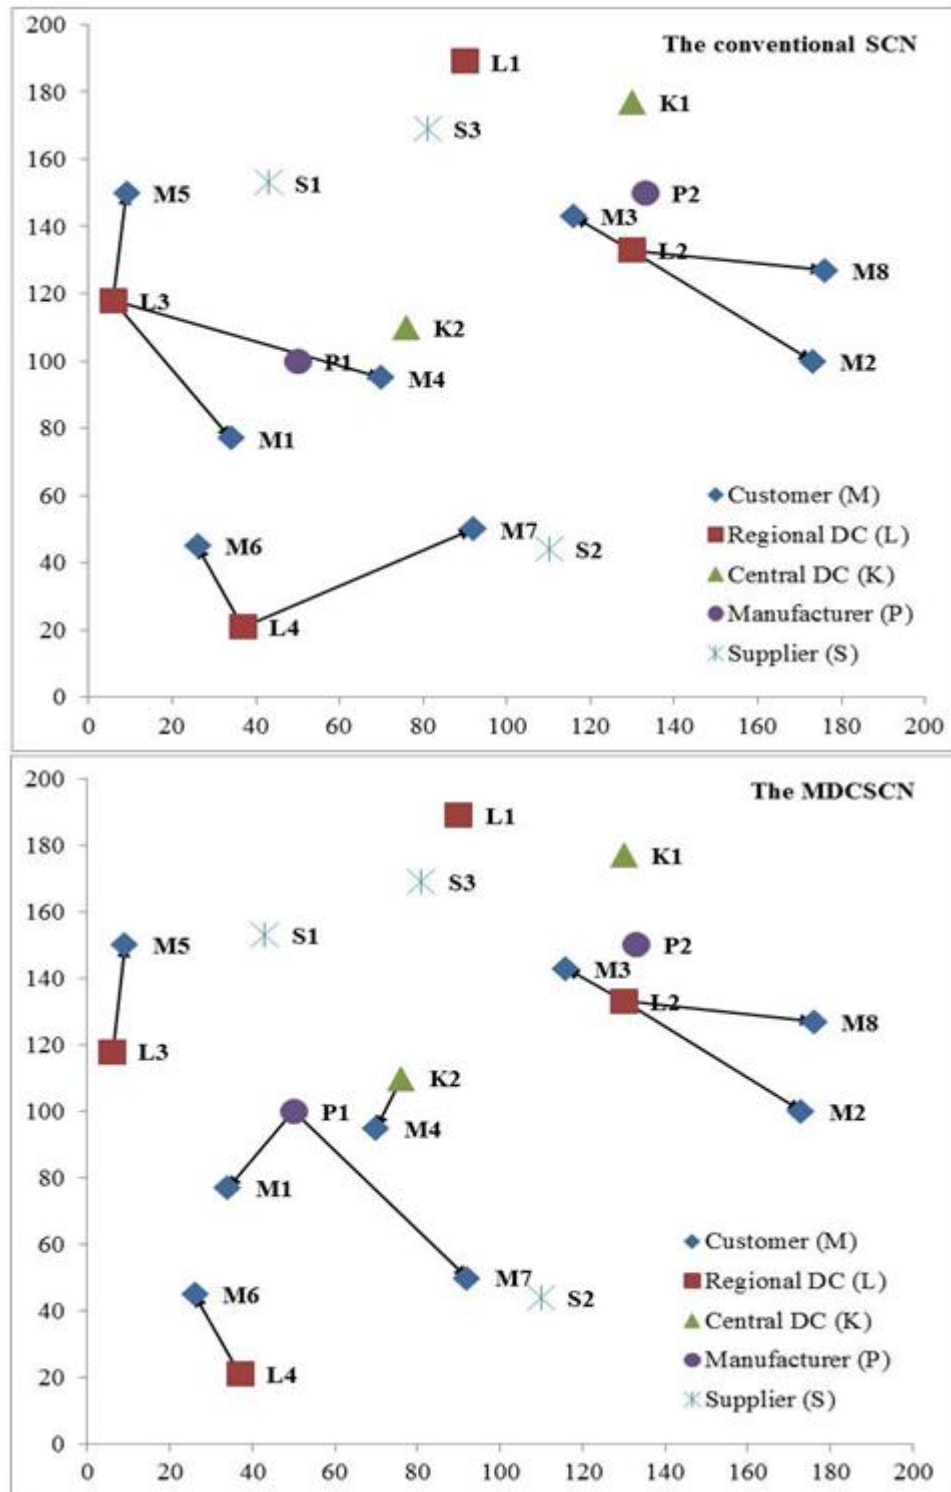 200
The conventional SCN
L1
180
K1
S3
160
S1
M5
P2
140
M3
L2
M8
120
L3
K2
100
P1
M4
M2
80
M1
60
Customer (M)
M7
Regional DC (L)
M6
S2
40
Central DC (K)
L4
20
Manufacturer (P)
Supplier (S)
0
0 20 40 60 80 100 120 140 160 180 200
200
The MDCSCN
L1
180
K1
S3
160
S1
M5
P2
140
M3
L2
M8
120
L3
K2
100
P1
M4
M2
80
M1
60
Customer (M)
M7
Regional DC (L)
M6
S2
40
Central DC (K)
L4
20
Manufacturer (P)
Supplier (S)
0
0 20 40 60 80 100 120 140 160 180 200